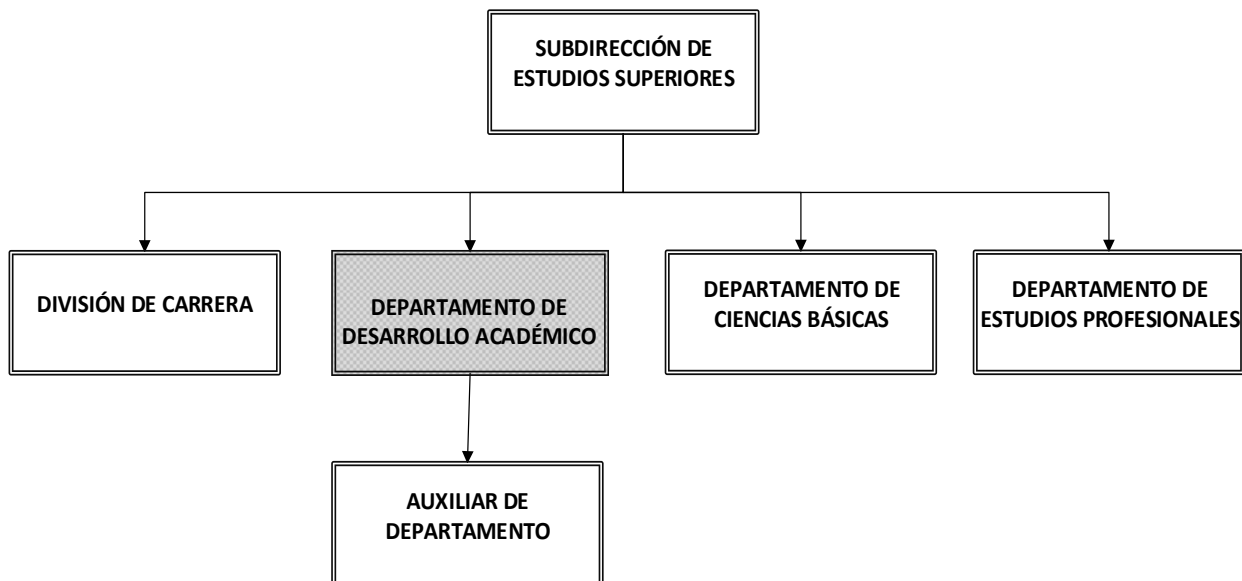 SUBDIRECCIÓN DE
ESTUDIOS SUPERIORES
DIVISIÓN DE CARRERA
DEPARTAMENTO DE
DESARROLLO ACADÉMICO
DEPARTAMENTO DE
CIENCIAS BÁSICAS
DEPARTAMENTO DE
ESTUDIOS PROFESIONALES
AUXILIAR DE
DEPARTAMENTO